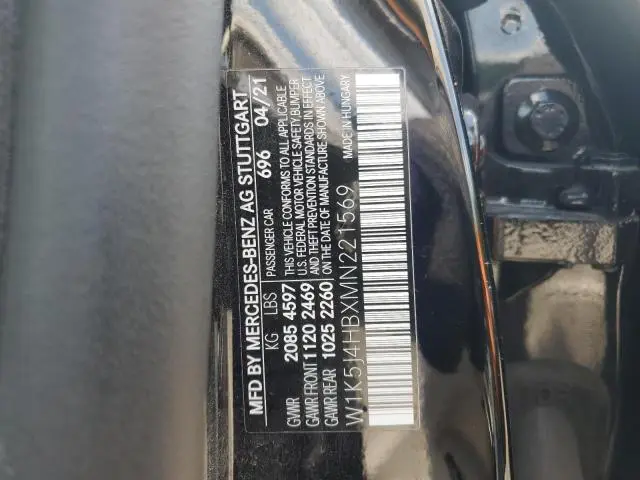 MFD BY MERCEDES-BENZ AG STUTTGART
PASSENGER CAR 696 04/21
KG LBS
GVWR 2085 4597
GAWR FRONT 1120 2469
GAWR REAR 1025 2260
THIS VEHICLE CONFORMS TO ALL APPLICABLE
U.S. FEDERAL MOTOR VEHICLE SAFETY/BUMPER
AND THEFT PREVENTION STANDARDS IN EFFECT
ON THE DATE OF MANUFACTURE SHOWN ABOVE
MADE IN HUNGARY
W1K5J4HBXMN221569